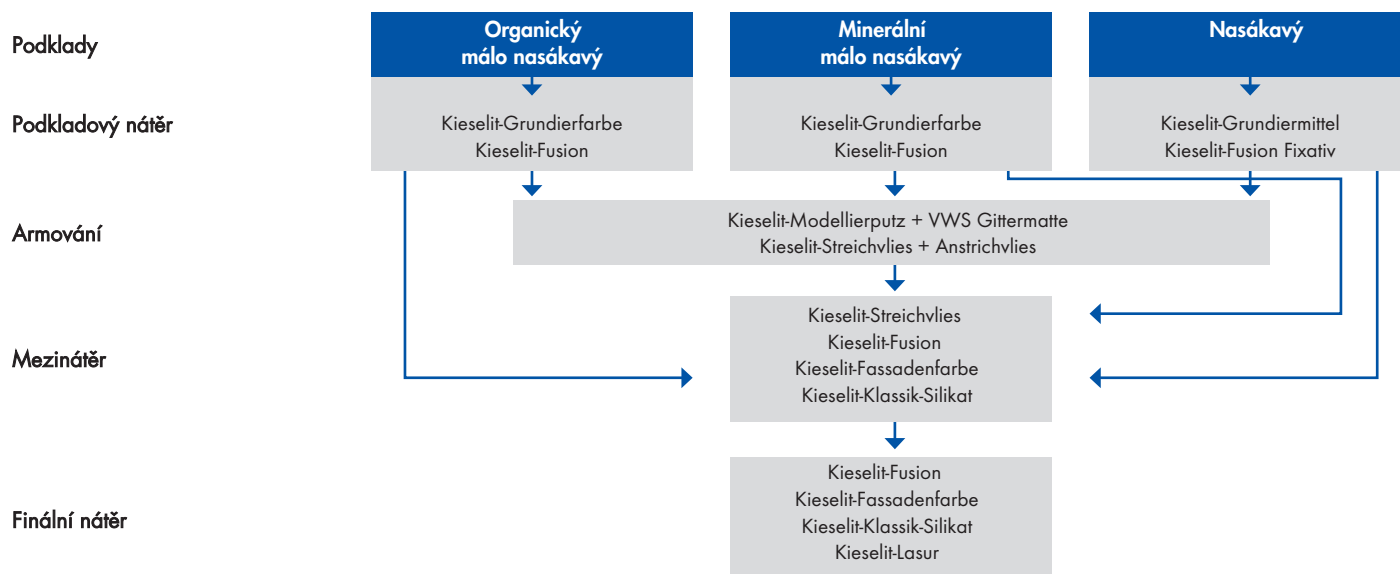 Podklady
Organický
málo nasákavý
Minerální
málo nasákavý
Nasákavý
Podkladový nátěr
Kieselit-Grundierfarbe
Kieselit-Fusion
Kieselit-Grundierfarbe
Kieselit-Fusion
Kieselit-Grundiermittel
Kieselit-Fusion Fixativ
Armování
Kieselit-Modellierputz + VWS Gittermatte
Kieselit-Streichvlies + Anstrichvlies
Mezinátěr
Kieselit-Streichvlies
Kieselit-Fusion
Kieselit-Fassadenfarbe
Kieselit-Klassik-Silikat
Finální nátěr
Kieselit-Fusion
Kieselit-Fassadenfarbe
Kieselit-Klassik-Silikat
Kieselit-Lasur